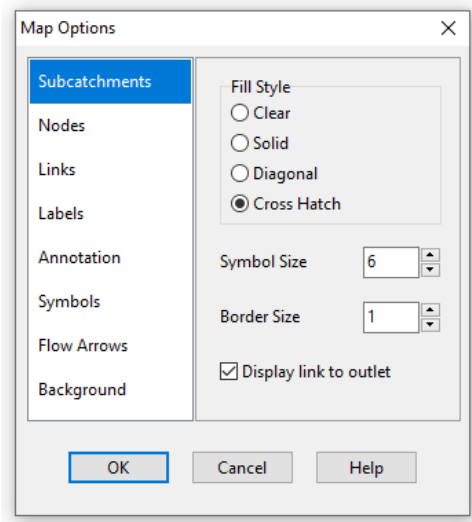 Map Options
Subcatchments
Nodes
Links
Labels
Annotation
Symbols
Flow Arrows
Background
Fill Style
Clear
Solid
Diagonal
Cross Hatch
Symbol Size 6
Border Size 1
Display link to outlet
OK Cancel Help